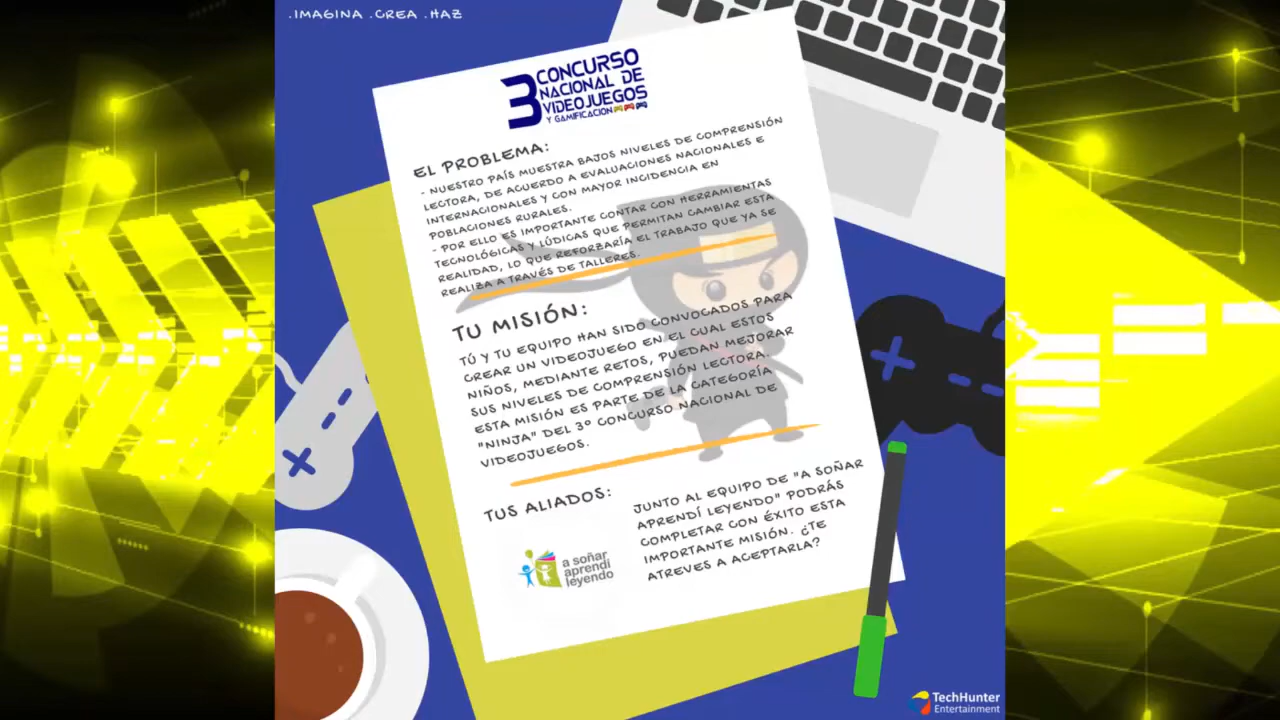 .IMAGINA .CREA .HAZ
3 CONCURSO
NACIONAL DE
VIDEOJUEGOS
Y GAMIFICACIÓN
EL PROBLEMA:
- NUESTRO PAÍS MUESTRA BAJOS NIVELES DE COMPRENSIÓN
LECTORA, DE ACUERDO A EVALUACIONES NACIONALES E
INTERNACIONALES Y CON MAYOR INCIDENCIA EN
POBLACIONES RURALES.
- POR ELLO ES IMPORTANTE CONTAR CON HERRAMIENTAS
TECNOLÓGICAS Y LÚDICAS QUE PERMITAN CAMBIAR ESTA
REALIDAD, LO QUE REFORZARÍA EL TRABAJO QUE YA SE
REALIZA A TRAVÉS DE TALLERES.
TU MISIÓN:
TÚ Y TU EQUIPO HAN SIDO CONVOCADOS PARA
CREAR UN VIDEOJUEGO EN EL CUAL ESTOS
NIÑOS, MEDIANTE RETOS, PUEDAN MEJORAR
SUS NIVELES DE COMPRENSIÓN LECTORA.
ESTA MISIÓN ES PARTE DE LA CATEGORÍA
"NINJA" DEL 3º CONCURSO NACIONAL DE
VIDEOJUEGOS.
TUS ALIADOS:
a soñar
aprendí
leyendo
JUNTO AL EQUIPO DE "A SOÑAR
APRENDÍ LEYENDO" PODRÁS
COMPLETAR CON ÉXITO ESTA
IMPORTANTE MISIÓN. ¿TE
ATREVES A ACEPTARLA?
TechHunter
Entertainment